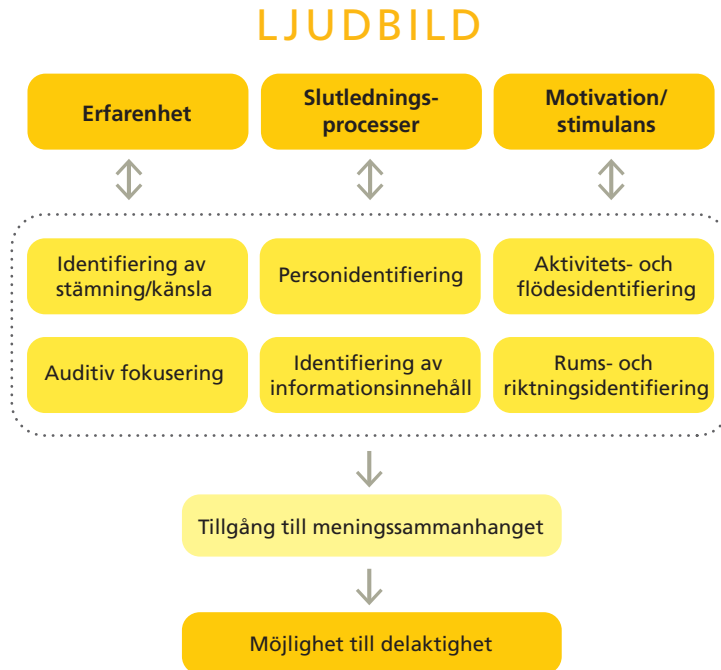 LJUDBILD
Erfarenhet
Slutlednings-
processer
Motivation/
stimulans
Identifiering av
stämning/känsla
Personidentifiering
Aktivitets- och
flödesidentifiering
Auditiv fokusering
Identifiering av
informationsinnehåll
Rums- och
riktningsidentifiering
Tillgång till meningssammanhanget
Möjlighet till delaktighet